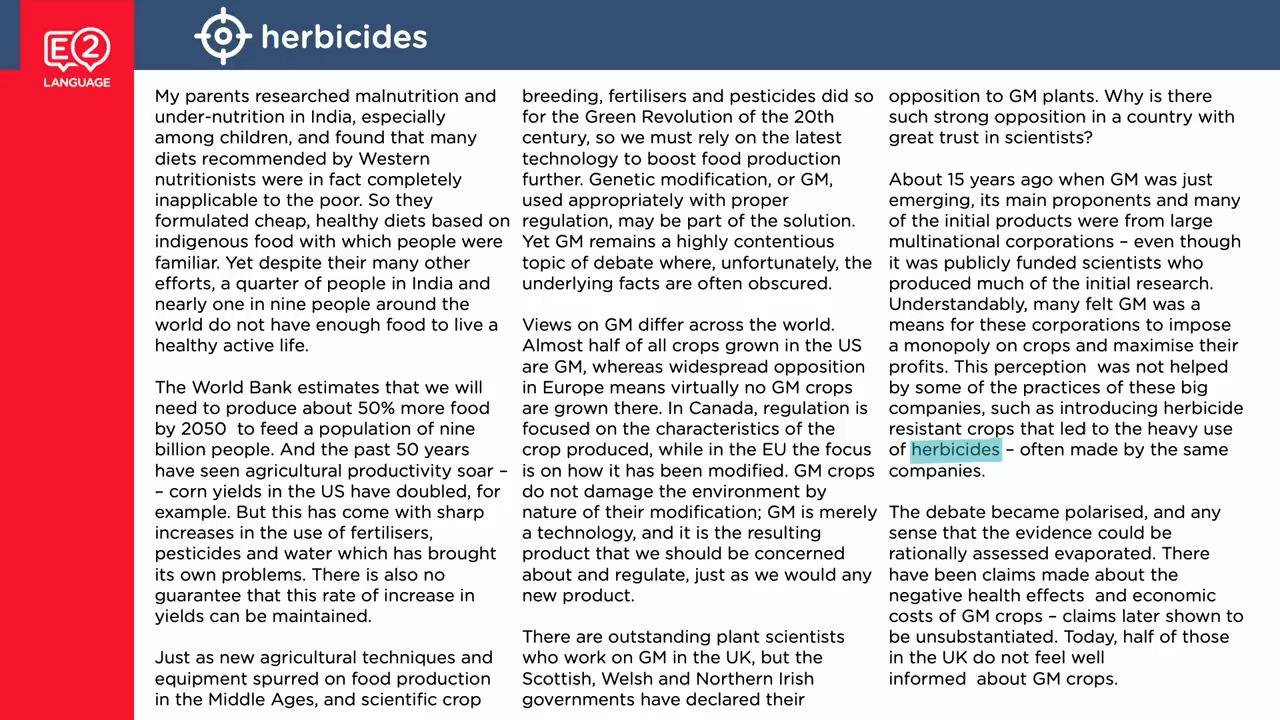 E2
LANGUAGE
herbicides
My parents researched malnutrition and
under-nutrition in India, especially
among children, and found that many
diets recommended by Western
nutritionists were in fact completely
inapplicable to the poor. So they
formulated cheap, healthy diets based on
indigenous food with which people were
familiar. Yet despite their many other
efforts, a quarter of people in India and
nearly one in nine people around the
world do not have enough food to live a
healthy active life.
The World Bank estimates that we will
need to produce about 50% more food
by 2050 to feed a population of nine
billion people. And the past 50 years
have seen agricultural productivity soar –
– corn yields in the US have doubled, for
example. But this has come with sharp
increases in the use of fertilisers,
pesticides and water which has brought
its own problems. There is also no
guarantee that this rate of increase in
yields can be maintained.
Just as new agricultural techniques and
equipment spurred on food production
in the Middle Ages, and scientific crop
breeding, fertilisers and pesticides did so
for the Green Revolution of the 20th
century, so we must rely on the latest
technology to boost food production
further. Genetic modification, or GM,
used appropriately with proper
regulation, may be part of the solution.
Yet GM remains a highly contentious
topic of debate where, unfortunately, the
underlying facts are often obscured.
Views on GM differ across the world.
Almost half of all crops grown in the US
are GM, whereas widespread opposition
in Europe means virtually no GM crops
are grown there. In Canada, regulation is
focused on the characteristics of the
crop produced, while in the EU the focus
is on how it has been modified. GM crops
do not damage the environment by
nature of their modification; GM is merely
a technology, and it is the resulting
product that we should be concerned
about and regulate, just as we would any
new product.
There are outstanding plant scientists
who work on GM in the UK, but the
Scottish, Welsh and Northern Irish
governments have declared their
opposition to GM plants. Why is there
such strong opposition in a country with
great trust in scientists?
About 15 years ago when GM was just
emerging, its main proponents and many
of the initial products were from large
multinational corporations – even though
it was publicly funded scientists who
produced much of the initial research.
Understandably, many felt GM was a
means for these corporations to impose
a monopoly on crops and maximise their
profits. This perception was not helped
by some of the practices of these big
companies, such as introducing herbicide
resistant crops that led to the heavy use
of herbicides – often made by the same
companies.
The debate became polarised, and any
sense that the evidence could be
rationally assessed evaporated. There
have been claims made about the
negative health effects and economic
costs of GM crops – claims later shown to
be unsubstantiated. Today, half of those
in the UK do not feel well
informed about GM crops.